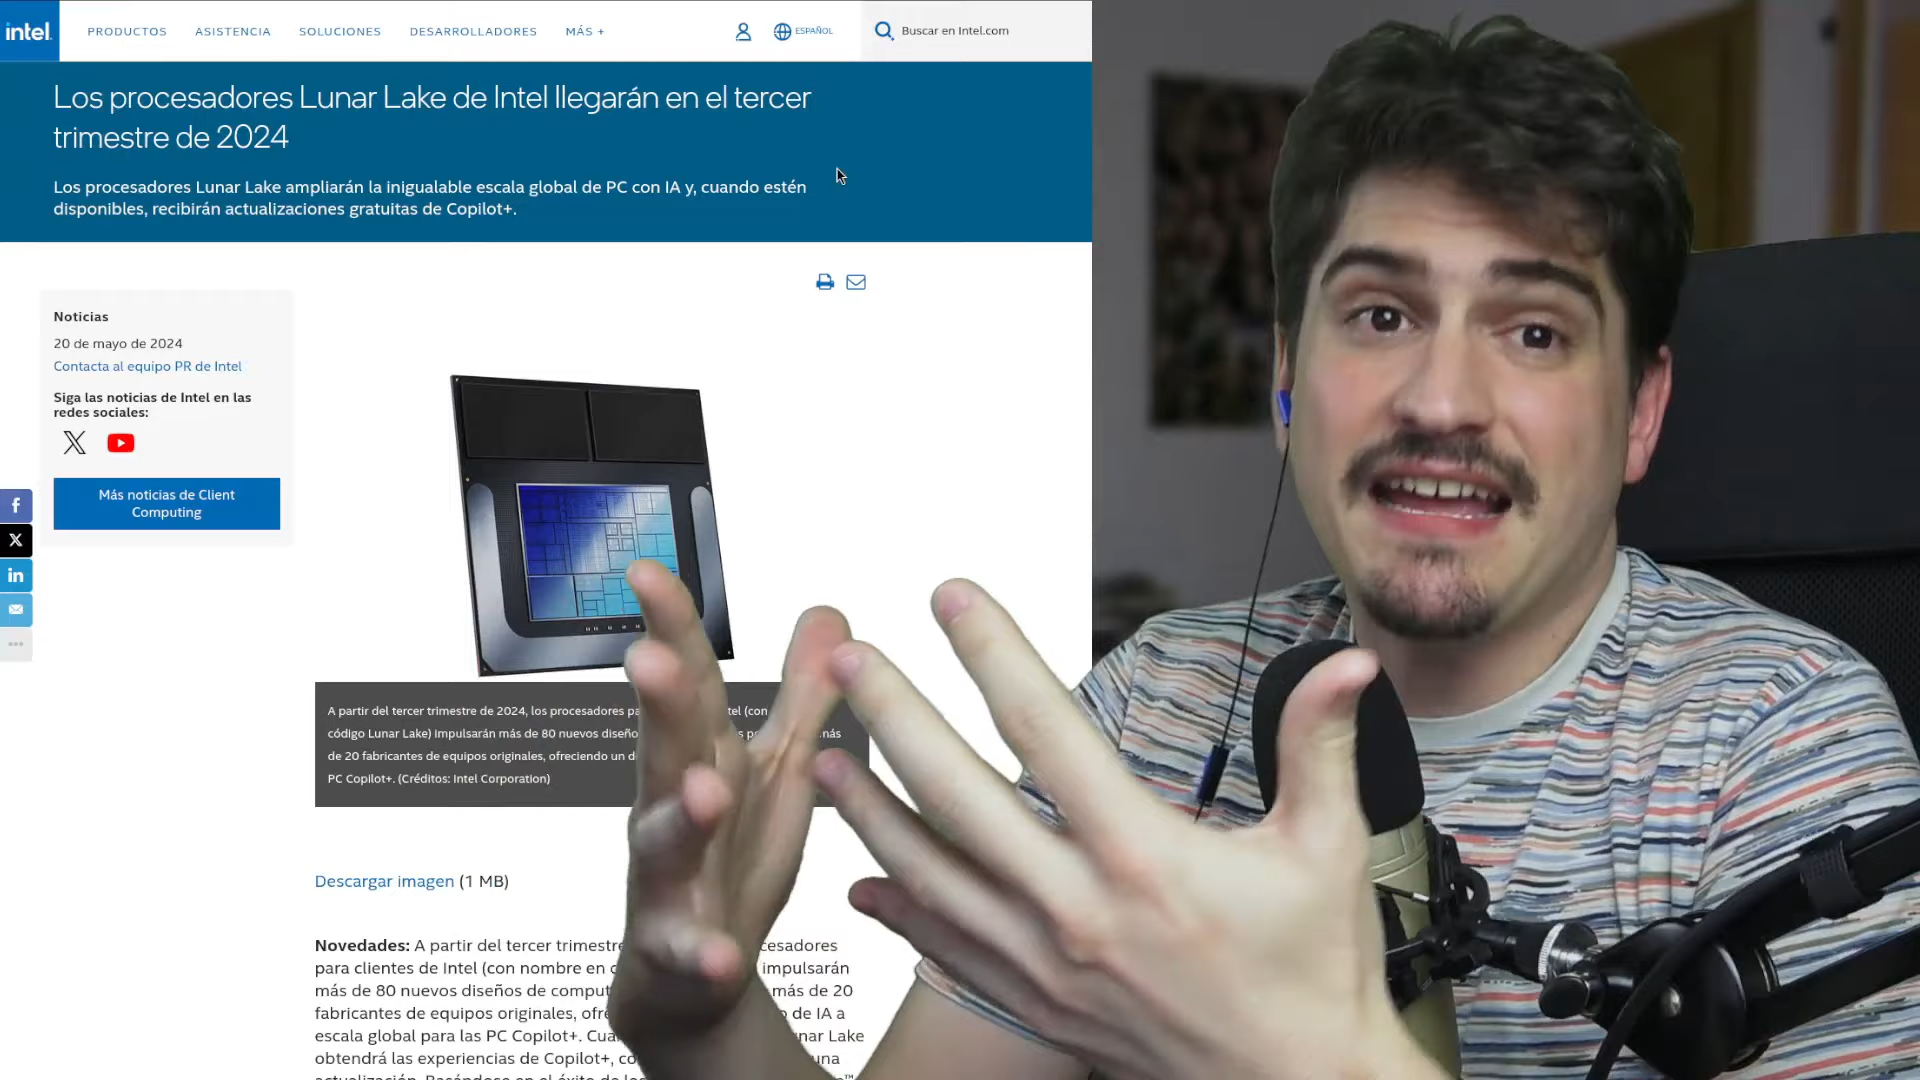 intel.
PRODUCTOS
ASISTENCIA
SOLUCIONES
DESARROLLADORES
MÁS +
ESPAÑOL
Buscar en Intel.com
Los procesadores Lunar Lake de Intel llegarán en el tercer
trimestre de 2024
Los procesadores Lunar Lake ampliarán la inigualable escala global de PC con IA y, cuando estén
disponibles, recibirán actualizaciones gratuitas de Copilot+.
Noticias
20 de mayo de 2024
Contacta al equipo PR de Intel
Siga las noticias de Intel en las
redes sociales:
Más noticias de Client
Computing
A partir del tercer trimestre de 2024, los procesadores (con
código Lunar Lake) impulsarán más de 80 nuevos
de 20 fabricantes de equipos originales, ofreciendo un
PC Copilot+. (Créditos: Intel Corporation)
Descargar imagen (1 MB)
Novedades: A partir del tercer trimestre
para clientes de Intel (con nombre en impulsarán
más de 80 nuevos diseños de más de 20
fabricantes de equipos originales, de IA a
escala global para las PC Copilot+. Lake
obtendrá las experiencias de Copilot+,